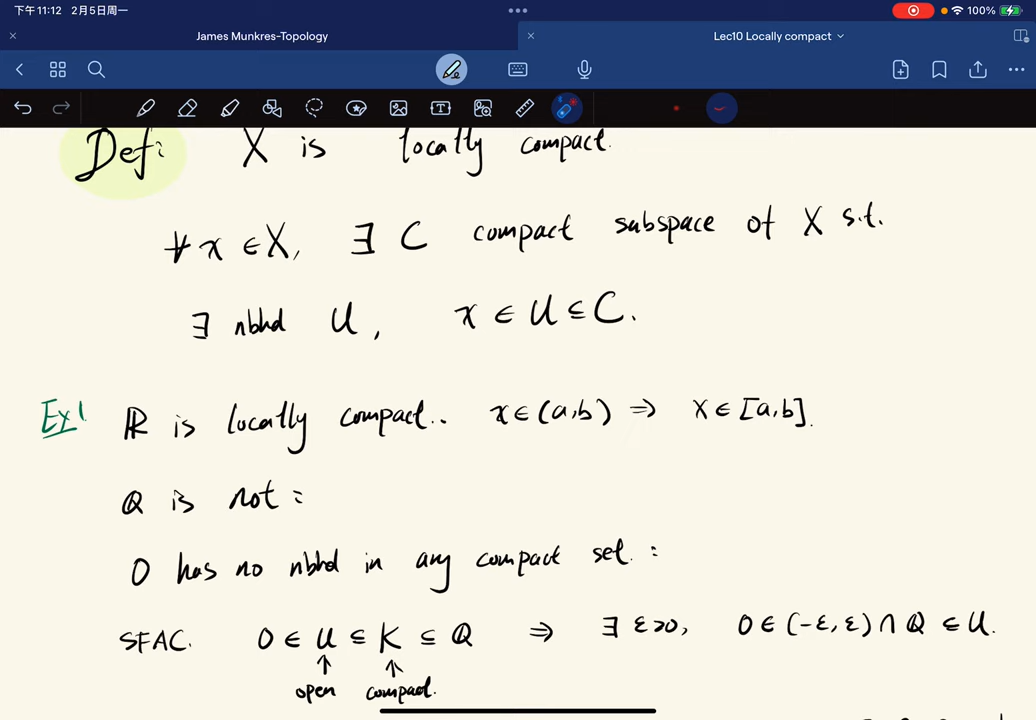 下午11:12 2月5日周一
100%
James Munkres-Topology
Lec10 Locally compact
Def: X is locally compact.
∀ x ∈ X, ∃ C compact subspace of X s.t.
∃ nbhd U, x ∈ U ⊆ C.
Ex1 ℝ is locally compact.. x ∈ (a,b) ⇒ x ∈ [a,b].
ℚ is not:
0 has no nbhd in any compact set. :
SFAC. 0 ∈ U ⊆ K ⊆ ℚ ⇒ ∃ ε>0, 0 ∈ (-ε, ε) ∩ ℚ ⊆ U.
↑ ↑
open compact.